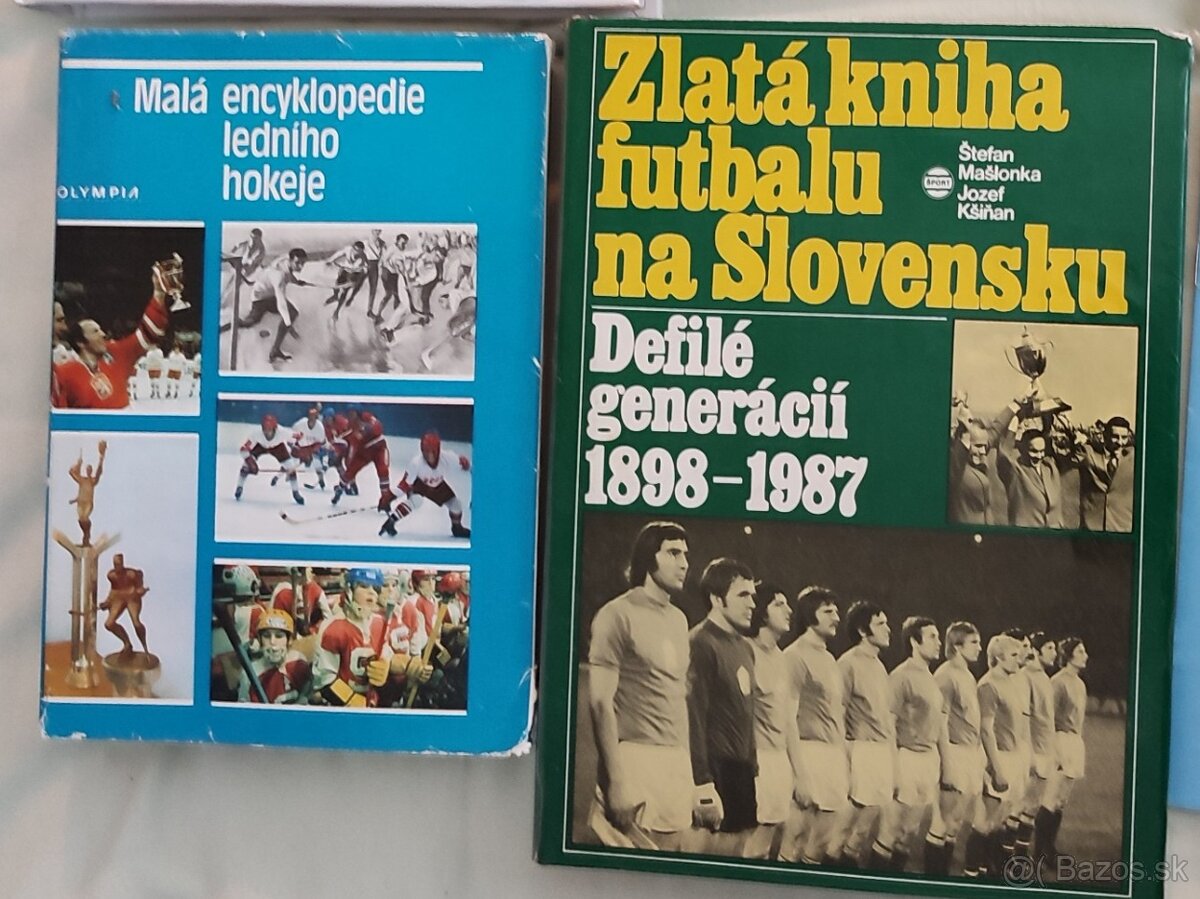 Malá encyklopedie
ledního
hokeje
OLYMPIA
Zlatá kniha
futbalu
na Slovensku
Štefan
Mašlonka
Jozef
Kšiňan
ŠPORT
Defilé
generácií
1898-1987
@( Bazos.sk